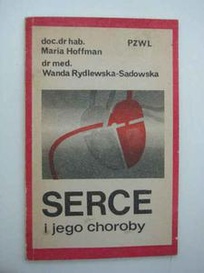 doc.dr hab.
Maria Hoffman
PZWL
dr med.
Wanda Rydlewska-Sadowska
SERCE
i jego choroby